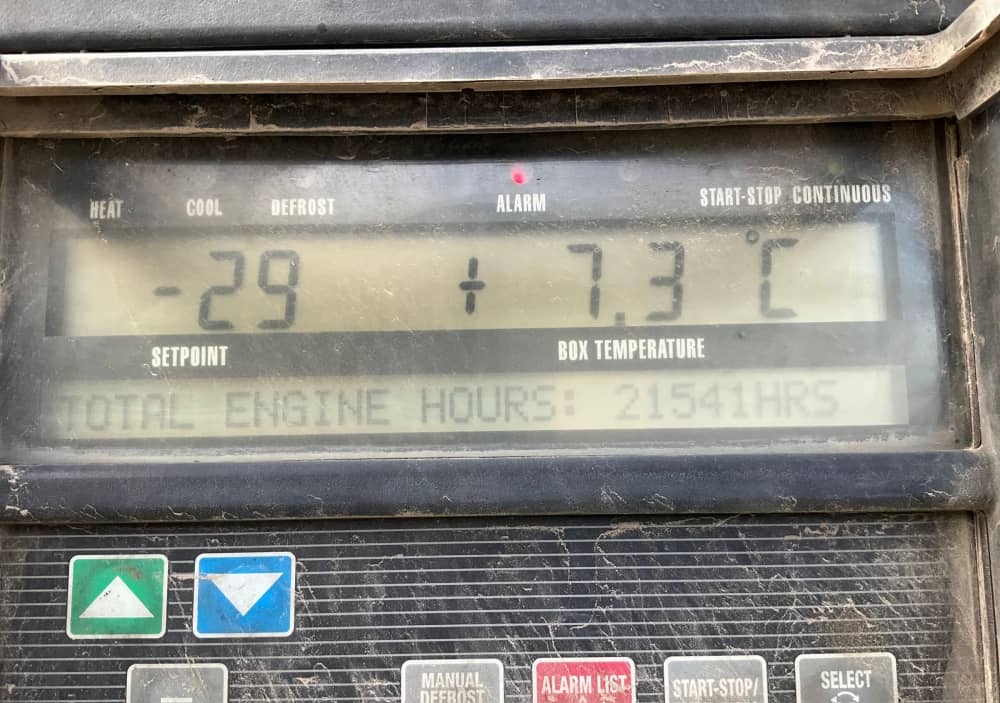 HEAT COOL DEFROST ALARM START-STOP CONTINUOUS
-29 + 7.3 °C
SETPOINT BOX TEMPERATURE
TOTAL ENGINE HOURS: 21541HRS
MANUAL DEFROST ALARM LIST START-STOP/ SELECT